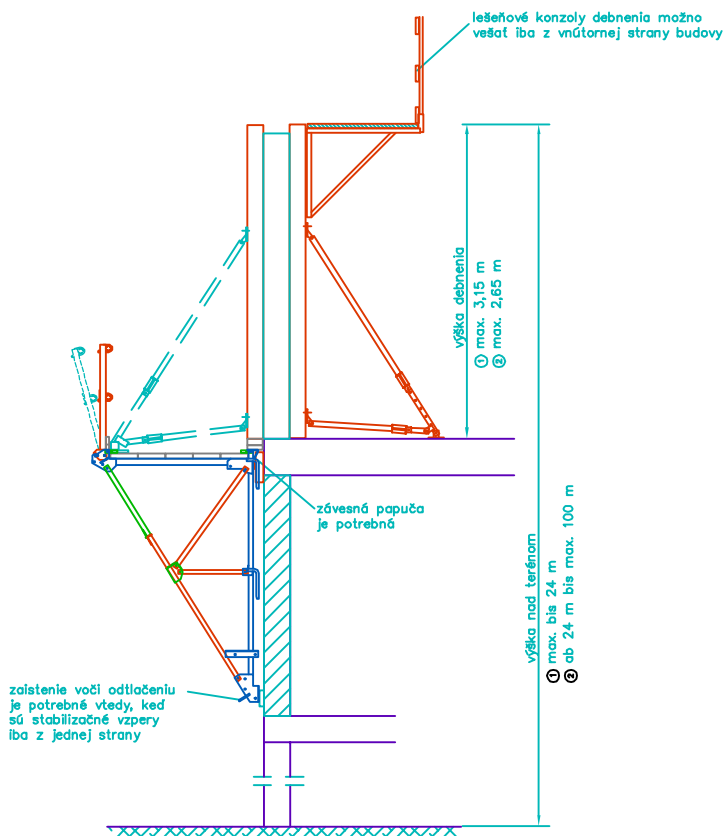 lešeňové konzoly debnenia možno
vešať iba z vnútornej strany budovy
výška debnenia
① max. 3,15 m
② max. 2,65 m
závesná papuča
je potrebná
výška nad terénom
① max. bis 24 m
② ab 24 m bis max. 100 m
zaistenie voči odtlačeniu
je potrebné vtedy, keď
sú stabilizačné vzpery
iba z jednej strany